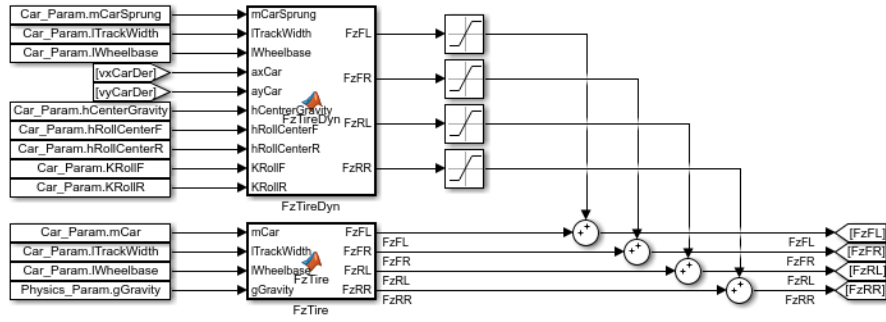 Car_Param.mCarSprung
Car_Param.lTrackWidth
Car_Param.lWheelbase
[vxCarDer]
[vyCarDer]
Car_Param.hCenterGravity
Car_Param.hRollCenterF
Car_Param.hRollCenterR
Car_Param.KRollF
Car_Param.KRollR
mCarSprung
lTrackWidth
lWheelbase
axCar
ayCar
hCentrerGravity
hRollCenterF
hRollCenterR
KRollF
KRollR
FzTireDyn
FzFL
FzFR
FzRL
FzRR
FzTireDyn
Car_Param.mCar
Car_Param.lTrackWidth
Car_Param.lWheelbase
Physics_Param.gGravity
mCar
lTrackWidth
lWheelbase
gGravity
FzTire
FzFL
FzFR
FzRL
FzRR
FzTire
FzFL
FzFR
FzRL
FzRR
FzFL
FzFR
FzRL
FzRR
[FzFL]
[FzFR]
[FzRL]
[FzRR]